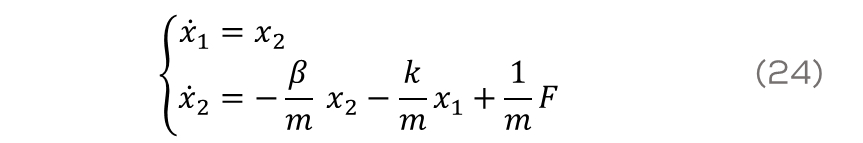 ẋ₁ = x₂
ẋ₂ = −β/m x₂ − k/m x₁ + 1/m F (24)